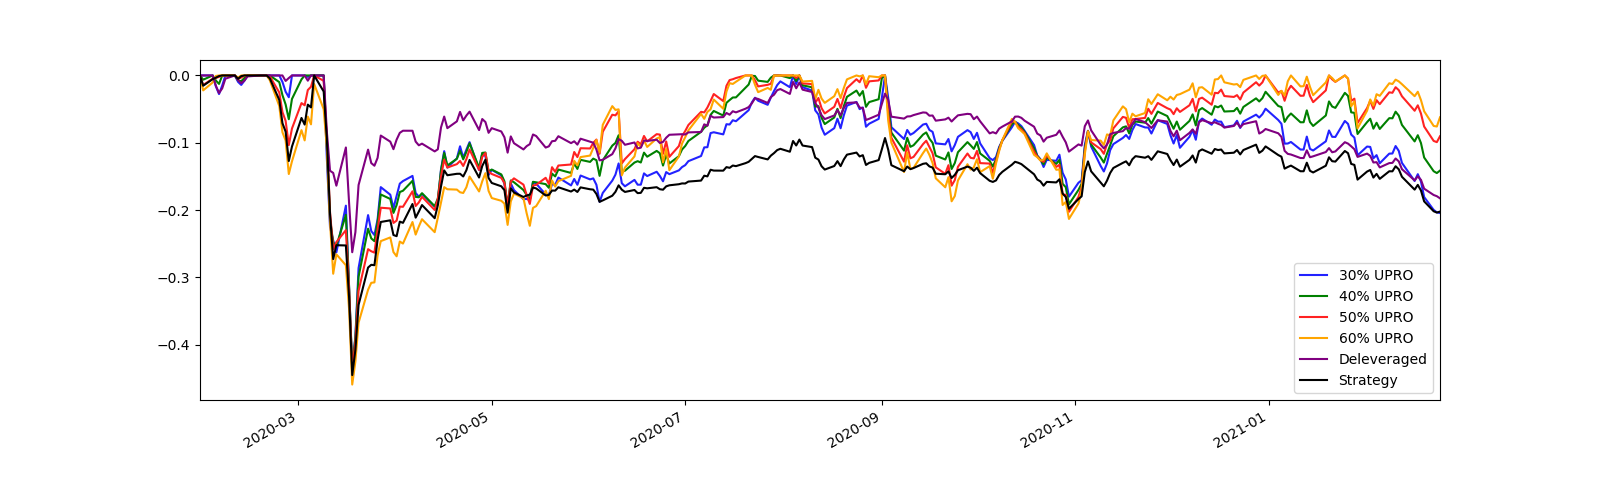 0.0
−0.1
−0.2
−0.3
−0.4
2020-03
2020-05
2020-07
2020-09
2020-11
2021-01
30% UPRO
40% UPRO
50% UPRO
60% UPRO
Deleveraged
Strategy